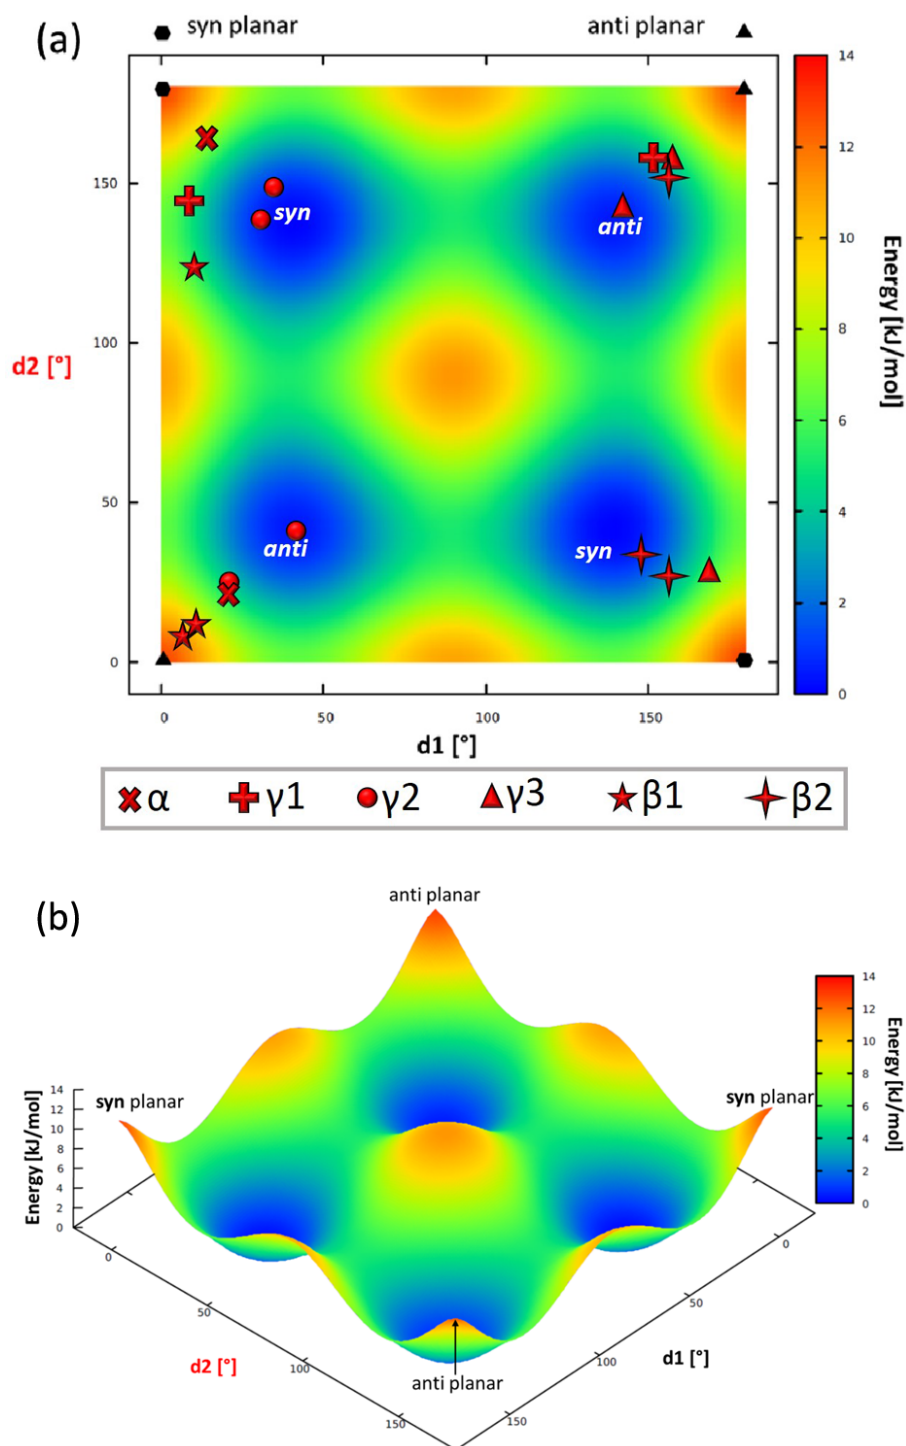 (a)
syn planar
anti planar
14
12
10
8
6
4
2
0
Energy [kJ/mol]
150
100
50
0
d2 [°]
syn
anti
anti
syn
0
50
100
150
d1 [°]
α
γ1
γ2
γ3
β1
β2
(b)
anti planar
14
12
10
8
6
4
2
0
Energy [kJ/mol]
syn planar
syn planar
14
12
10
8
6
4
2
0
Energy [kJ/mol]
0
50
100
150
d2 [°]
0
50
100
150
d1 [°]
anti planar